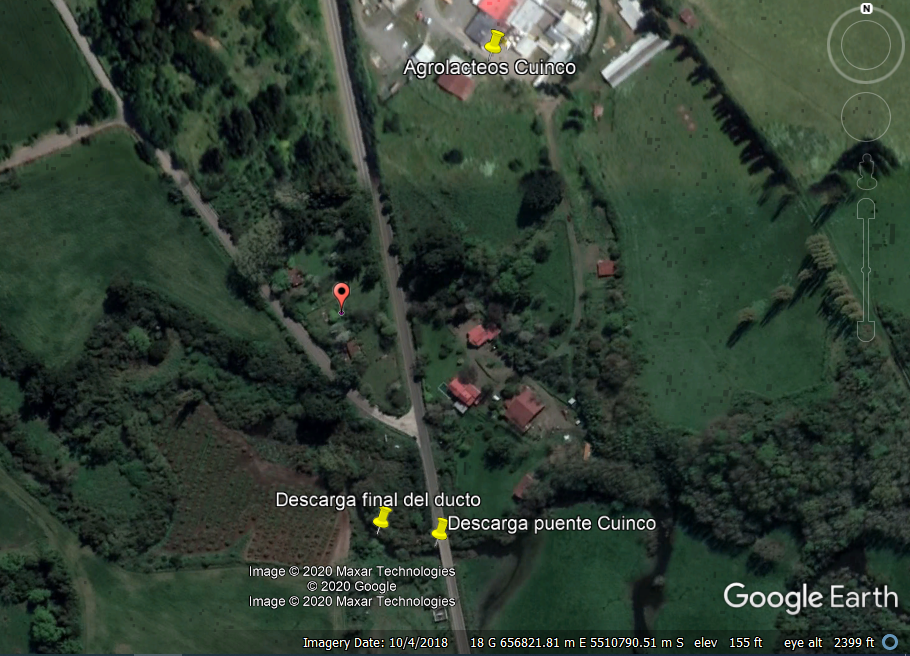 N
Agrolacteos Cuinco
Descarga final del ducto
Descarga puente Cuinco
Image © 2020 Maxar Technologies
© 2020 Google
Image © 2020 Maxar Technologies
Google Earth
Imagery Date: 10/4/2018 18 G 656821.81 m E 5510790.51 m S elev 155 ft eye alt 2399 ft